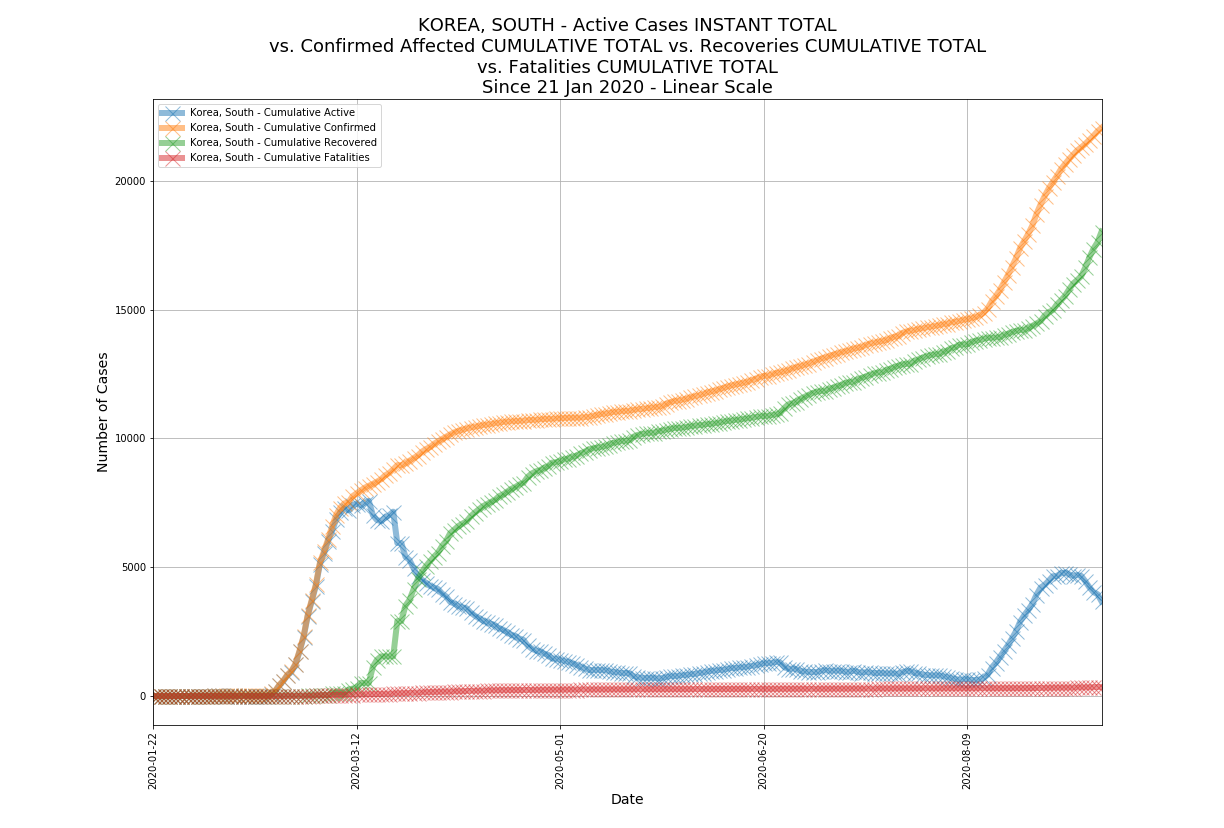 KOREA, SOUTH - Active Cases INSTANT TOTAL
vs. Confirmed Affected CUMULATIVE TOTAL vs. Recoveries CUMULATIVE TOTAL
vs. Fatalities CUMULATIVE TOTAL
Since 21 Jan 2020 - Linear Scale
Korea, South - Cumulative Active
Korea, South - Cumulative Confirmed
Korea, South - Cumulative Recovered
Korea, South - Cumulative Fatalities
Number of Cases
20000
15000
10000
5000
0
2020-01-22
2020-03-12
2020-05-01
2020-06-20
2020-08-09
Date